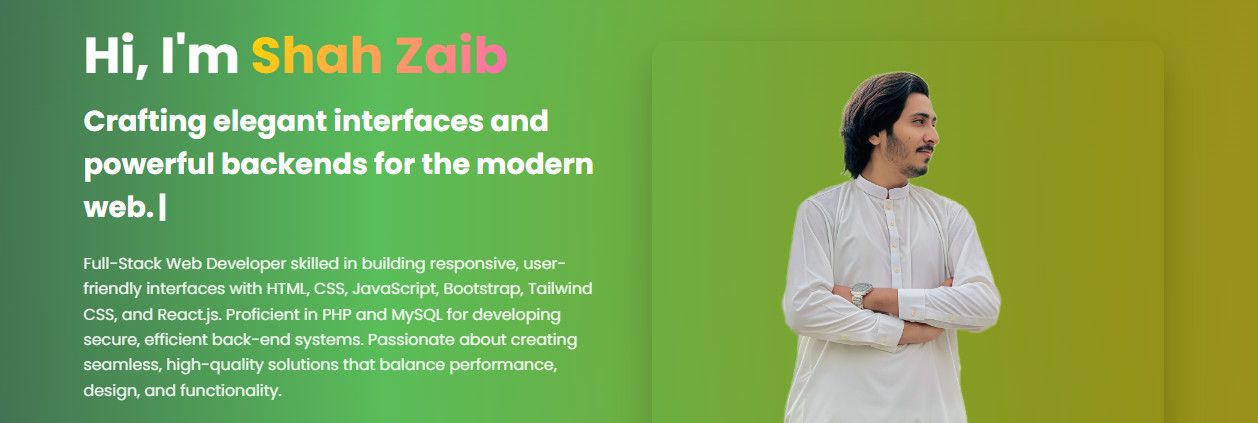 Hi, I'm Shah Zaib
Crafting elegant interfaces and
powerful backends for the modern
web.|
Full-Stack Web Developer skilled in building responsive, user-
friendly interfaces with HTML, CSS, JavaScript, Bootstrap, Tailwind
CSS, and React.js. Proficient in PHP and MySQL for developing
secure, efficient back-end systems. Passionate about creating
seamless, high-quality solutions that balance performance,
design, and functionality.